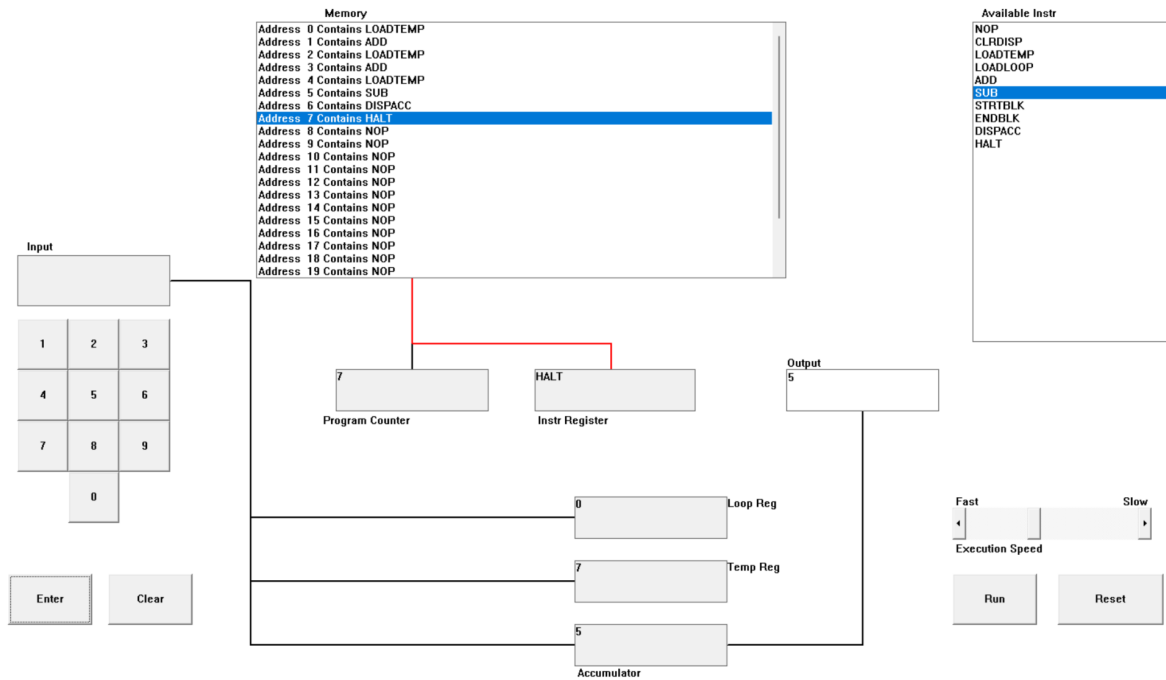 Memory
Address 0 Contains LOADTEMP
Address 1 Contains ADD
Address 2 Contains LOADTEMP
Address 3 Contains ADD
Address 4 Contains LOADTEMP
Address 5 Contains SUB
Address 6 Contains DISPACC
Address 7 Contains HALT
Address 8 Contains NOP
Address 9 Contains NOP
Address 10 Contains NOP
Address 11 Contains NOP
Address 12 Contains NOP
Address 13 Contains NOP
Address 14 Contains NOP
Address 15 Contains NOP
Address 16 Contains NOP
Address 17 Contains NOP
Address 18 Contains NOP
Address 19 Contains NOP
Available Instr
NOP
CLRDISP
LOADTEMP
LOADLOOP
ADD
SUB
STRTBLK
ENDBLK
DISPACC
HALT
Input
1 2 3
4 5 6
7 8 9
0
Enter Clear
7
Program Counter
HALT
Instr Register
Output
5
0 Loop Reg
7 Temp Reg
5
Accumulator
Fast Slow
Execution Speed
Run Reset